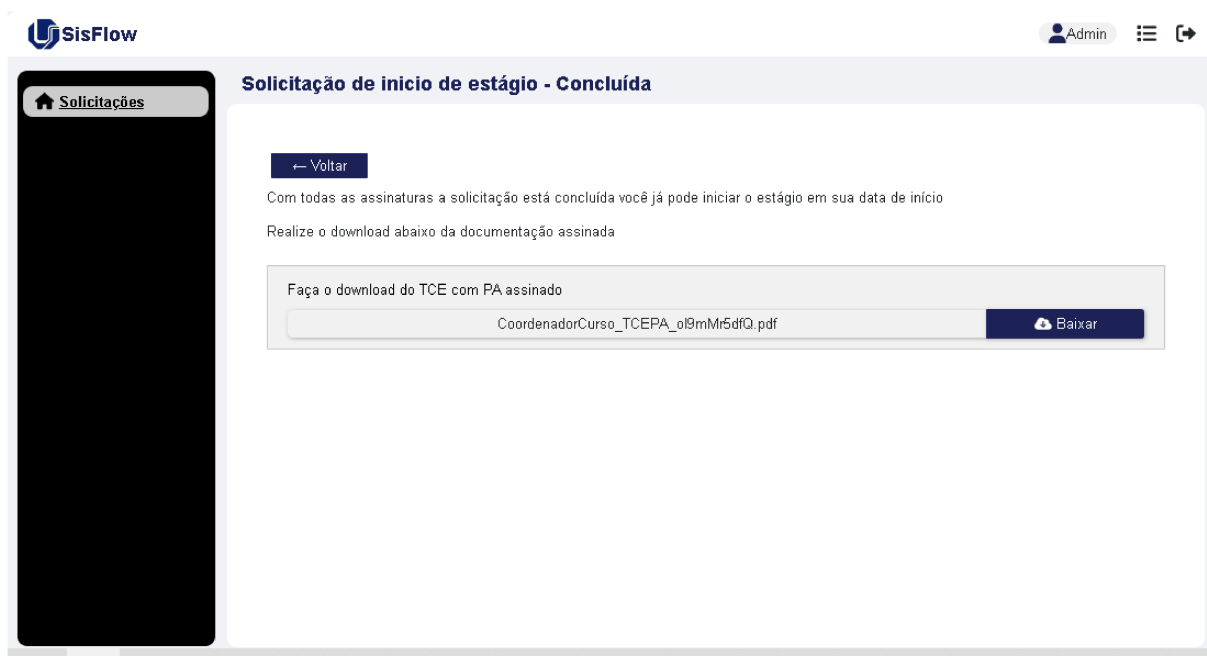 SisFlow
Admin
Solicitações
Solicitação de inicio de estágio - Concluída
← Voltar
Com todas as assinaturas a solicitação está concluída você já pode iniciar o estágio em sua data de início
Realize o download abaixo da documentação assinada
Faça o download do TCE com PA assinado
CoordenadorCurso_TCEPA_ol9mMr5dfQ.pdf
Baixar